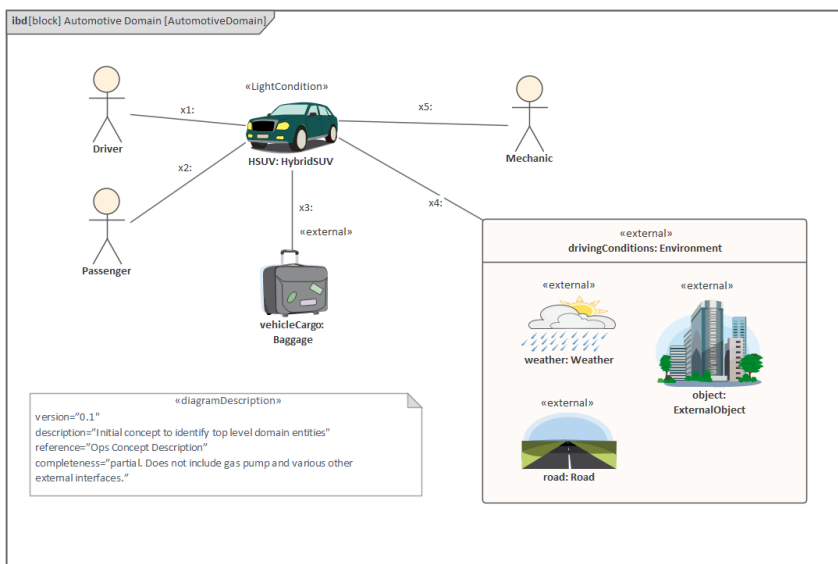 ibd [block] Automotive Domain [AutomotiveDomain]
«LightCondition»
x1:
x5:
Driver
HSUV: HybridSUV
Mechanic
x2:
x3:
x4:
«external»
Passenger
vehicleCargo:
Baggage
«external»
drivingConditions: Environment
«external»
«external»
weather: Weather
object:
ExternalObject
«external»
road: Road
«diagramDescription»
version="0.1"
description="Initial concept to identify top level domain entities"
reference="Ops Concept Description"
completeness="partial. Does not include gas pump and various other
external interfaces."